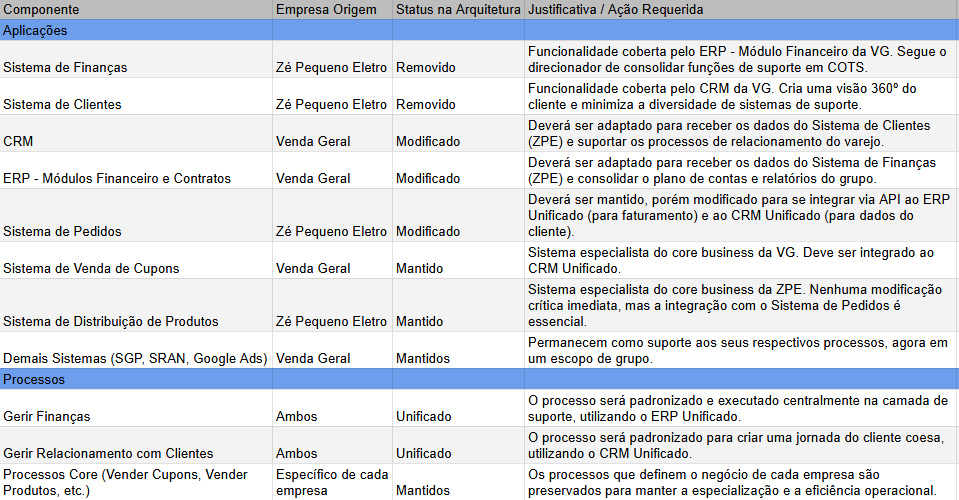 Componente Empresa Origem Status na Arquitetura Justificativa / Ação Requerida
Aplicações
Sistema de Finanças Zé Pequeno Eletro Removido Funcionalidade coberta pelo ERP - Módulo Financeiro da VG. Segue o
direcionador de consolidar funções de suporte em COTS.
Sistema de Clientes Zé Pequeno Eletro Removido Funcionalidade coberta pelo CRM da VG. Cria uma visão 360º do
cliente e minimiza a diversidade de sistemas de suporte.
CRM Venda Geral Modificado Deverá ser adaptado para receber os dados do Sistema de Clientes
(ZPE) e suportar os processos de relacionamento do varejo.
ERP - Módulos Financeiro e Contratos Venda Geral Modificado Deverá ser adaptado para receber os dados do Sistema de Finanças
(ZPE) e consolidar o plano de contas e relatórios do grupo.
Sistema de Pedidos Zé Pequeno Eletro Modificado Deverá ser mantido, porém modificado para se integrar via API ao ERP
Unificado (para faturamento) e ao CRM Unificado (para dados do
cliente).
Sistema de Venda de Cupons Venda Geral Mantido Sistema especialista do core business da VG. Deve ser integrado ao
CRM Unificado.
Sistema de Distribuição de Produtos Zé Pequeno Eletro Mantido Sistema especialista do core business da ZPE. Nenhuma modificação
crítica imediata, mas a integração com o Sistema de Pedidos é
essencial.
Demais Sistemas (SGP, SRAN, Google Ads) Venda Geral Mantidos Permanecem como suporte aos seus respectivos processos, agora em
um escopo de grupo.
Processos
Gerir Finanças Ambos Unificado O processo será padronizado e executado centralmente na camada de
suporte, utilizando o ERP Unificado.
Gerir Relacionamento com Clientes Ambos Unificado O processo será padronizado para criar uma jornada do cliente coesa,
utilizando o CRM Unificado.
Processos Core (Vender Cupons, Vender Específico de cada Os processos que definem o negócio de cada empresa são
Produtos, etc.) empresa Mantidos preservados para manter a especialização e a eficiência operacional.